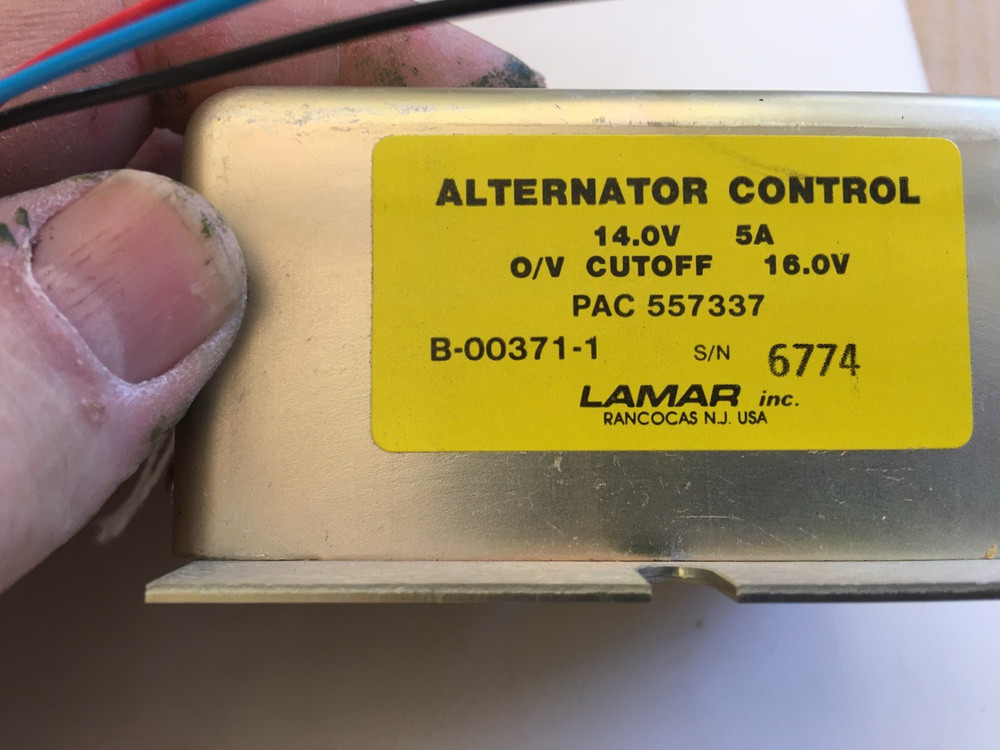 ALTERNATOR CONTROL
14.0V 5A
O/V CUTOFF 16.0V
PAC 557337
B-00371-1 S/N 6774
LAMAR inc.
RANCOCAS N.J. USA